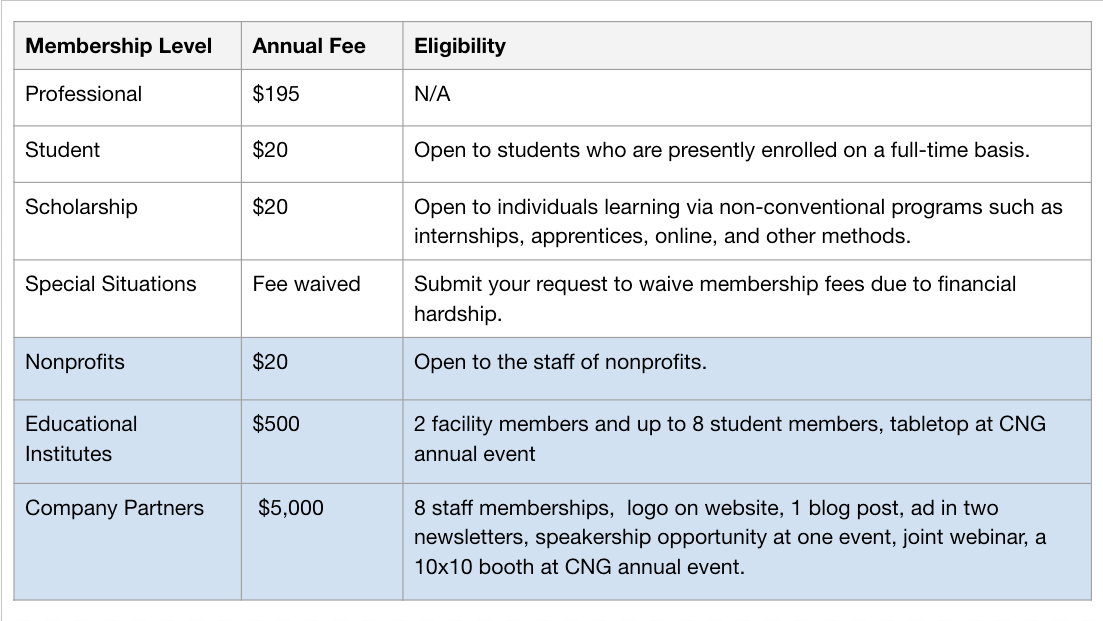 Membership Level Annual Fee Eligibility
Professional $195 N/A
Student $20 Open to students who are presently enrolled on a full-time basis.
Scholarship $20 Open to individuals learning via non-conventional programs such as
internships, apprentices, online, and other methods.
Special Situations Fee waived Submit your request to waive membership fees due to financial
hardship.
Nonprofits $20 Open to the staff of nonprofits.
Educational $500 2 facility members and up to 8 student members, tabletop at CNG
Institutes annual event
Company Partners $5,000 8 staff memberships, logo on website, 1 blog post, ad in two
newsletters, speakership opportunity at one event, joint webinar, a
10x10 booth at CNG annual event.